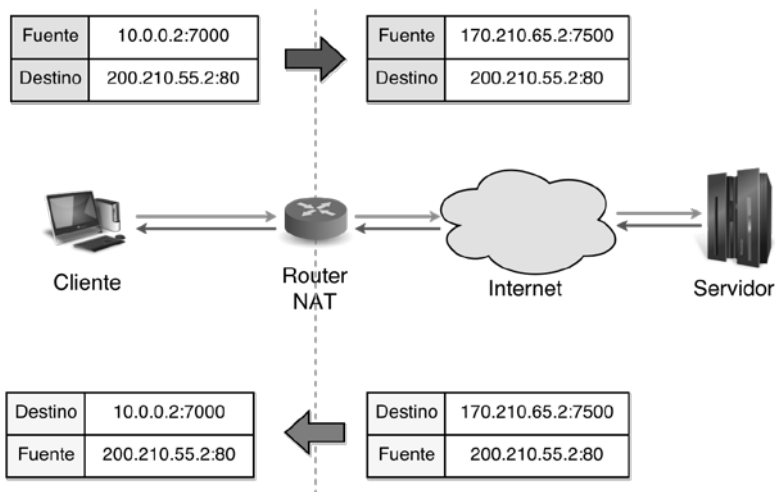 Fuente 10.0.0.2:7000
Destino 200.210.55.2:80
Fuente 170.210.65.2:7500
Destino 200.210.55.2:80
Cliente
Router
NAT
Internet
Servidor
Destino 10.0.0.2:7000
Fuente 200.210.55.2:80
Destino 170.210.65.2:7500
Fuente 200.210.55.2:80